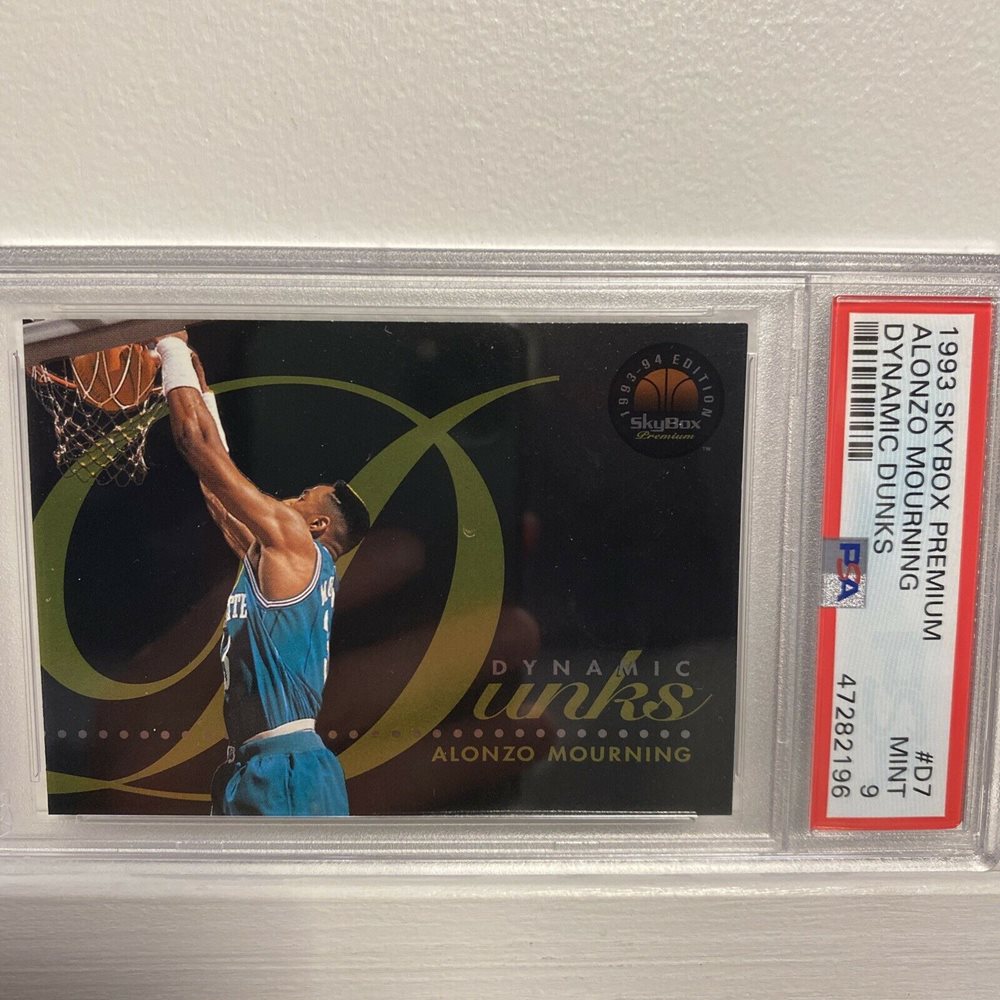 1993-94 EDITION
SkyBox
Premium
TM
DYNAMIC
Dunks
ALONZO MOURNING
1993 SKYBOX PREMIUM
ALONZO MOURNING
DYNAMIC DUNKS
#D7
MINT
9
PSA
47282196